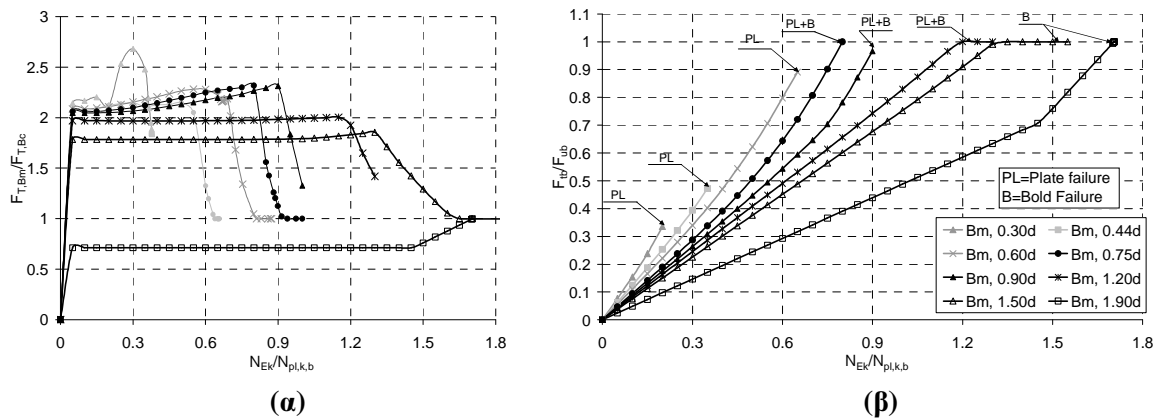 F_T,Bm/F_T,Bc
3
2.5
2
1.5
1
0.5
0
0 0.3 0.6 0.9 1.2 1.5 1.8
N_Ek/N_pl,k,b
(α)
PL+B PL+B PL+B B
PL
PL
PL
F_tt/F_ub
1
0.9
0.8
0.7
0.6
0.5
0.4
0.3
0.2
0.1
0
0.0 0.3 0.6 0.9 1.2 1.5 1.8
N_Ek/N_pl,k,b
PL=Plate failure
B=Bold Failure
Bm, 0.30d Bm, 0.44d
Bm, 0.60d Bm, 0.75d
Bm, 0.90d Bm, 1.20d
Bm, 1.50d Bm, 1.90d
(β)